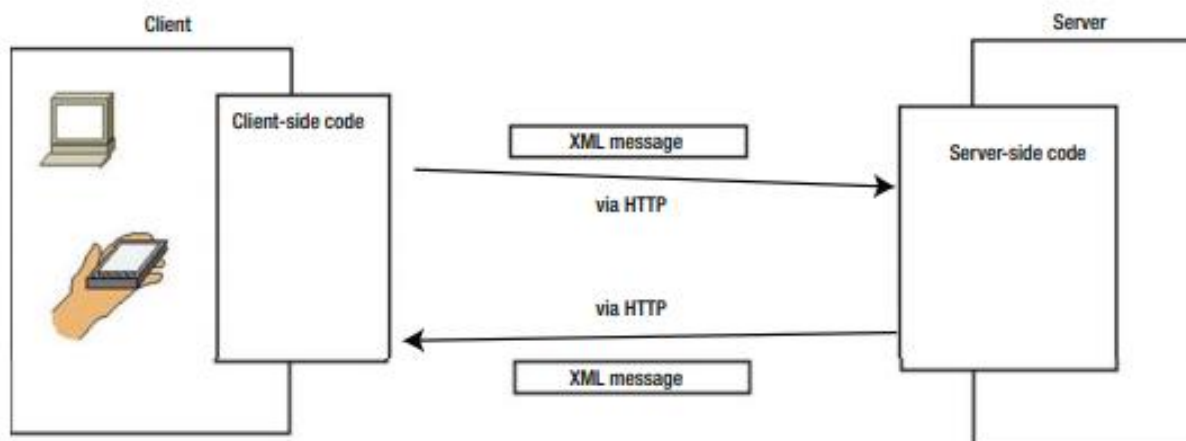 Client
Server
Client-side code
XML message
Server-side code
via HTTP
via HTTP
XML message